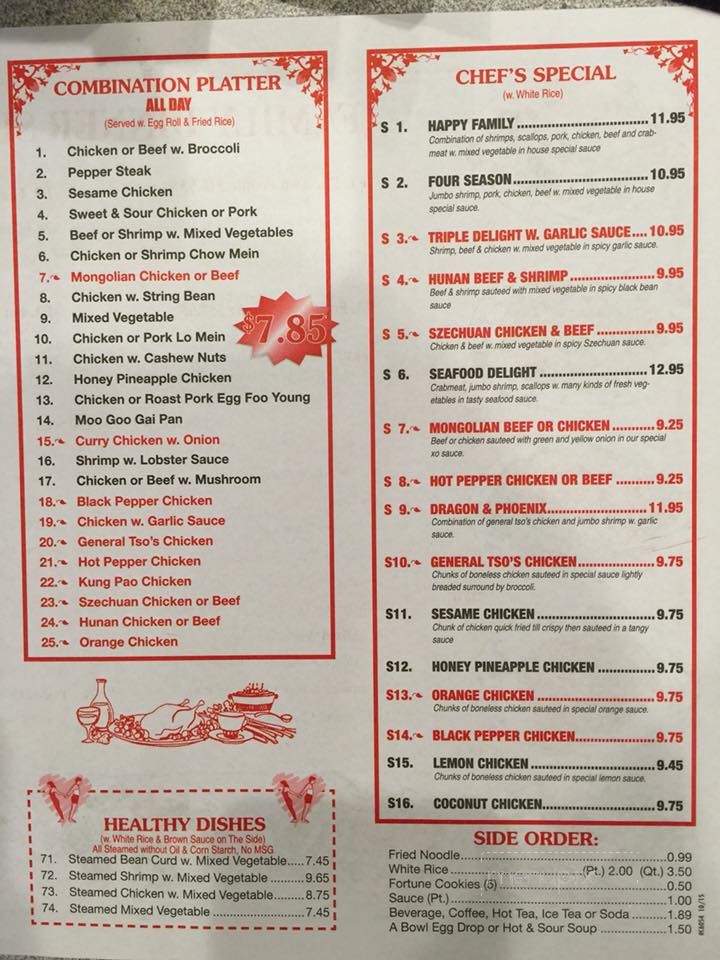 COMBINATION PLATTER
ALL DAY
(Served w. Egg Roll & Fried Rice)
1. Chicken or Beef w. Broccoli
2. Pepper Steak
3. Sesame Chicken
4. Sweet & Sour Chicken or Pork
5. Beef or Shrimp w. Mixed Vegetables
6. Chicken or Shrimp Chow Mein
7. Mongolian Chicken or Beef
8. Chicken w. String Bean
9. Mixed Vegetable
10. Chicken or Pork Lo Mein
11. Chicken w. Cashew Nuts
12. Honey Pineapple Chicken
13. Chicken or Roast Pork Egg Foo Young
14. Moo Goo Gai Pan
15. Curry Chicken w. Onion
16. Shrimp w. Lobster Sauce
17. Chicken or Beef w. Mushroom
18. Black Pepper Chicken
19. Chicken w. Garlic Sauce
20. General Tso's Chicken
21. Hot Pepper Chicken
22. Kung Pao Chicken
23. Szechuan Chicken or Beef
24. Hunan Chicken or Beef
25. Orange Chicken
$7.85
HEALTHY DISHES
(w. White Rice & Brown Sauce on The Side)
All Steamed without Oil & Corn Starch, No MSG
71. Steamed Bean Curd w. Mixed Vegetable.....7.45
72. Steamed Shrimp w. Mixed Vegetable .........9.65
73. Steamed Chicken w. Mixed Vegetable.........8.75
74. Steamed Mixed Vegetable .......................7.45
CHEF'S SPECIAL
(w. White Rice)
S 1. HAPPY FAMILY................................11.95
Combination of shrimps, scallops, pork, chicken, beef and crab-
meat w. mixed vegetable in house special sauce
S 2. FOUR SEASON................................10.95
Jumbo shrimp, pork, chicken, beef w. mixed vegetable in house
special sauce.
S 3. TRIPLE DELIGHT W. GARLIC SAUCE.... 10.95
Shrimp, beef & chicken w. mixed vegetable in spicy garlic sauce.
S 4. HUNAN BEEF & SHRIMP.....................9.95
Beef & shrimp sauteed with mixed vegetable in spicy black bean
sauce
S 5. SZECHUAN CHICKEN & BEEF...............9.95
Chicken & beef w. mixed vegetable in spicy Szechuan sauce.
S 6. SEAFOOD DELIGHT ..........................12.95
Crabmeat, jumbo shrimp, scallops w. many kinds of fresh veg-
etables in tasty seafood sauce.
S 7. MONGOLIAN BEEF OR CHICKEN ...........9.25
Beef or chicken sauteed with green and yellow onion in our special
xo sauce.
S 8. HOT PEPPER CHICKEN OR BEEF ..........9.25
S 9. DRAGON & PHOENIX.........................11.95
Combination of general tso's chicken and jumbo shrimp w. garlic
sauce.
S10. GENERAL TSO'S CHICKEN...................9.75
Chunks of boneless chicken sauteed in special sauce lightly
breaded surround by broccoli.
S11. SESAME CHICKEN ............................9.75
Chunk of chicken quick fried till crispy then sauteed in a tangy
sauce
S12. HONEY PINEAPPLE CHICKEN ..............9.75
S13. ORANGE CHICKEN ............................9.75
Chunks of boneless chicken sauteed in special orange sauce.
S14. BLACK PEPPER CHICKEN...................9.75
S15. LEMON CHICKEN ..............................9.45
Chunks of boneless chicken sauteed in special lemon sauce.
S16. COCONUT CHICKEN..........................9.75
SIDE ORDER:
Fried Noodle...................................................0.99
White Rice .................................(Pt.) 2.00 (Qt.) 3.50
Fortune Cookies (5) .........................................0.50
Sauce (Pt.) .....................................................1.00
Beverage, Coffee, Hot Tea, Ice Tea or Soda ........1.89
A Bowl Egg Drop or Hot & Sour Soup .................1.50